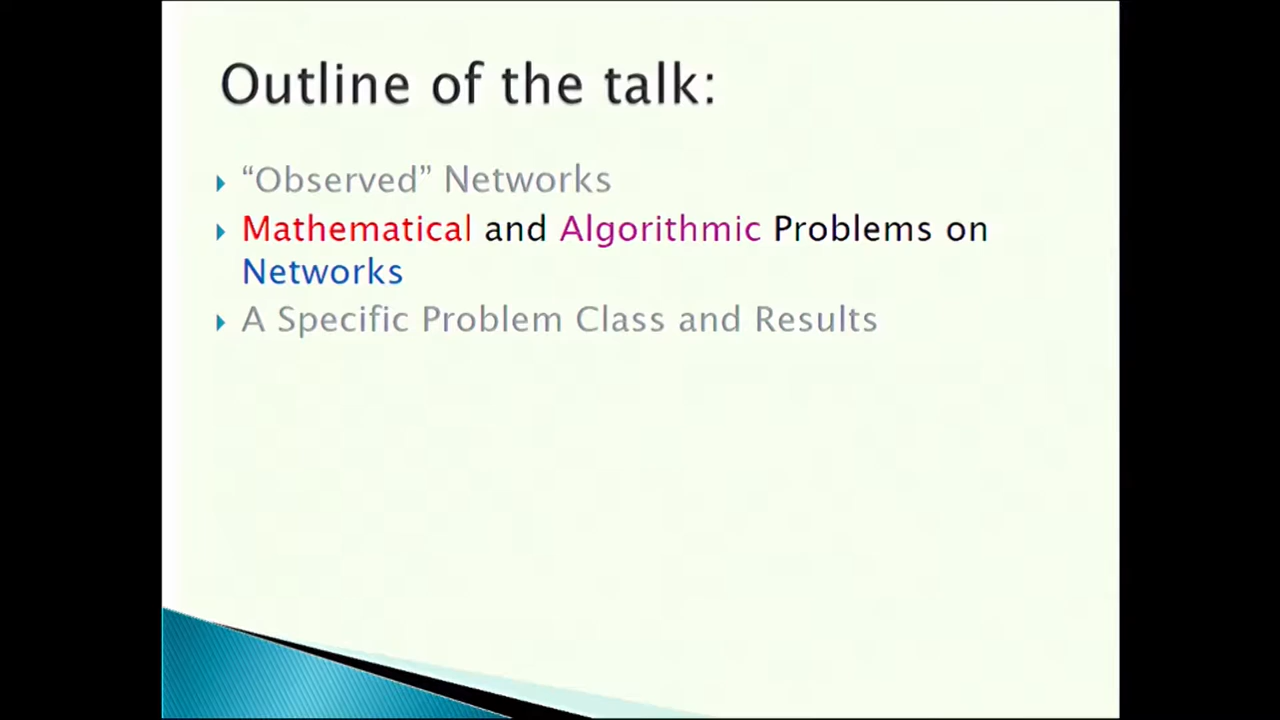 Outline of the talk:
“Observed” Networks
Mathematical and Algorithmic Problems on
Networks
A Specific Problem Class and Results